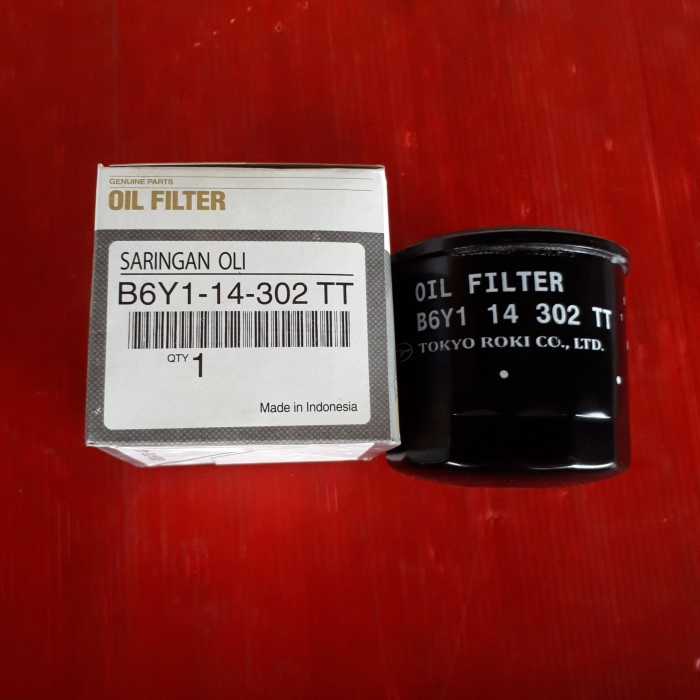 GENUINE PARTS
OIL FILTER
SARINGAN OLI
B6Y1-14-302 TT
QTY 1
Made in Indonesia
OIL FILTER
B6Y1 14 302 TT
TOKYO ROKI CO., LTD.